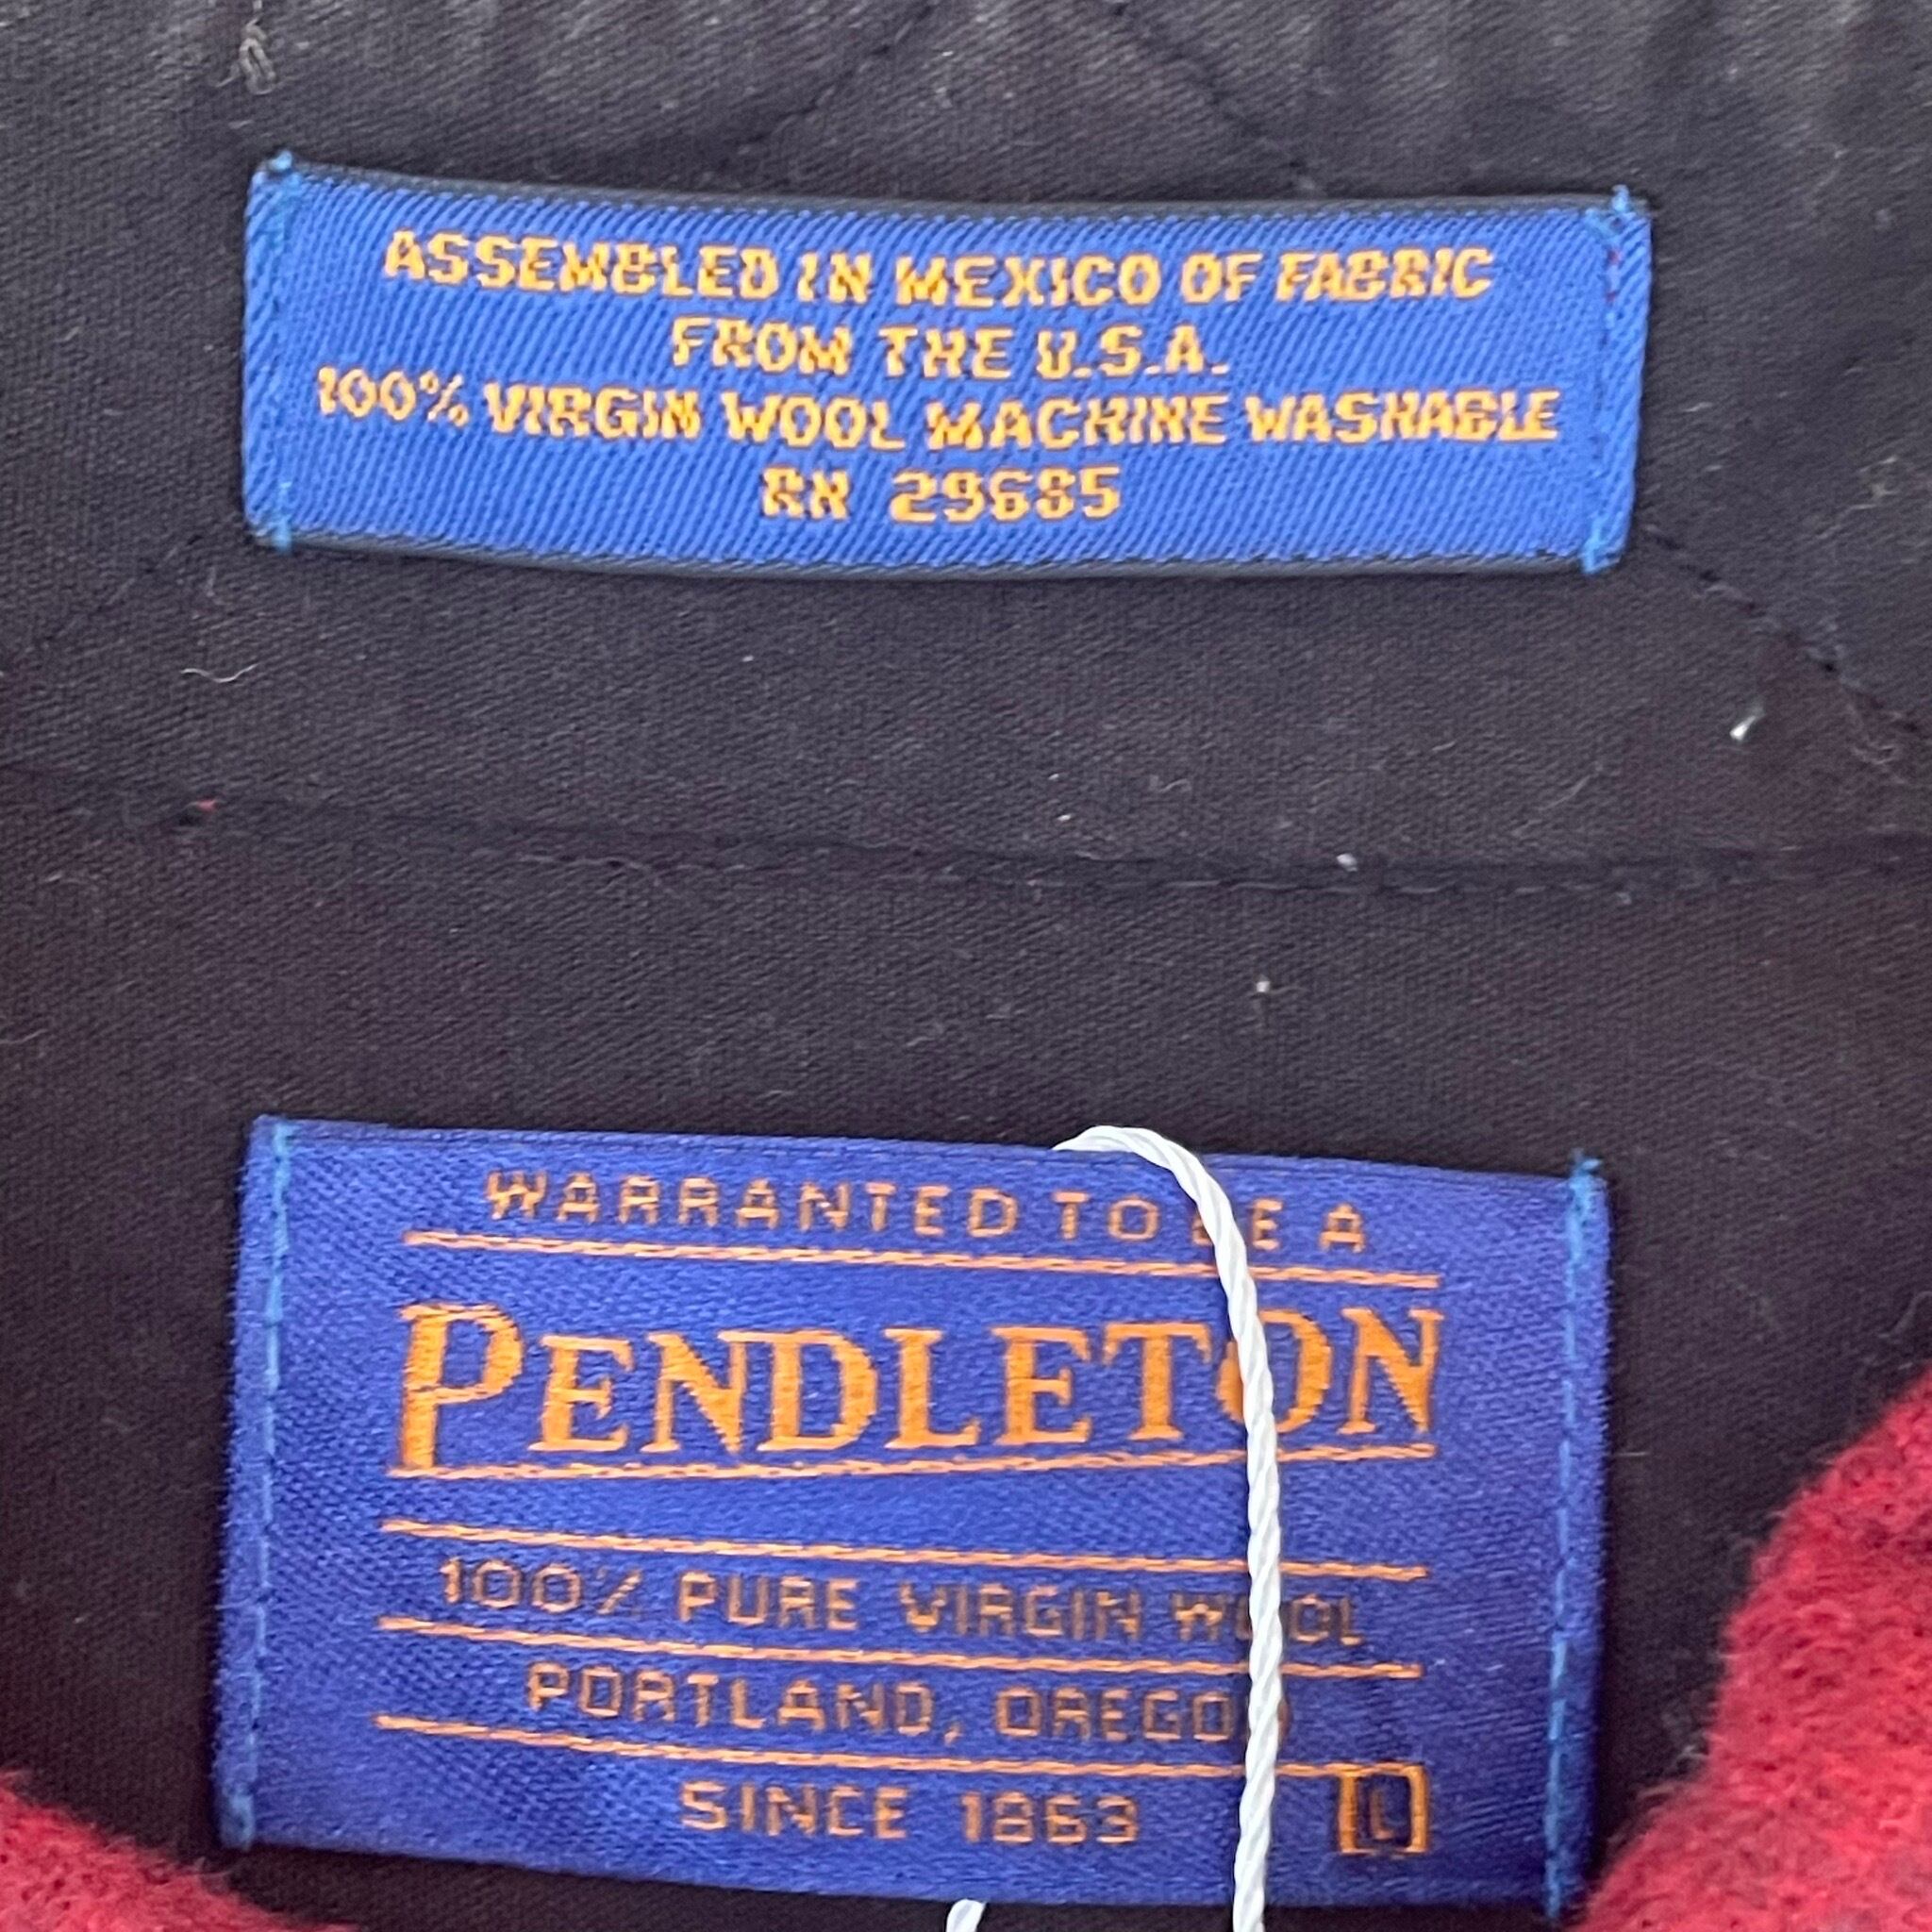 ASSEMBLED IN MEXICO OF FABRIC
FROM THE U.S.A.
100% VIRGIN WOOL MACHINE WASHABLE
RN 29685
WARRANTED TO BE A
PENDLETON
100% PURE VIRGIN WOOL
PORTLAND, OREGON
SINCE 1863 [L]